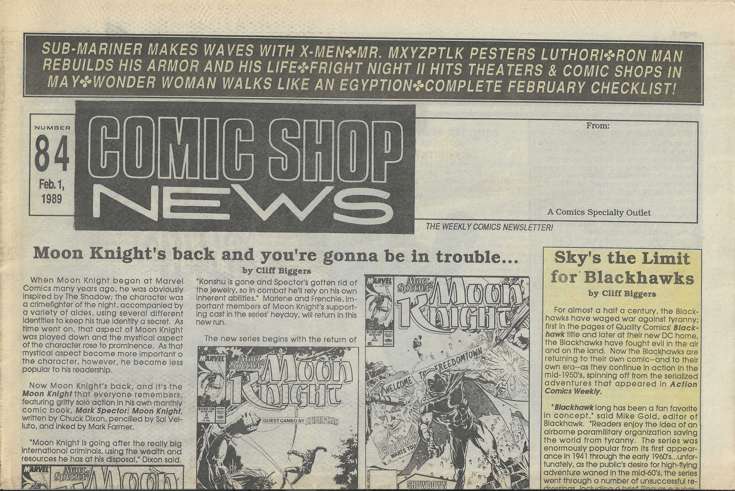 SUB-MARINER MAKES WAVES WITH X-MEN✤MR. MXYZPTLK PESTERS LUTHOR!✤IRON MAN
REBUILDS HIS ARMOR AND HIS LIFE✤FRIGHT NIGHT II HITS THEATERS & COMIC SHOPS IN
MAY✤WONDER WOMAN WALKS LIKE AN EGYPTION✤COMPLETE FEBRUARY CHECKLIST!
NUMBER
84
Feb. 1,
1989
COMIC SHOP
NEWS
From:
A Comics Specialty Outlet
THE WEEKLY COMICS NEWSLETTER!
Moon Knight's back and you're gonna be in trouble...
by Cliff Biggers
When Moon Knight began at Marvel
Comics many years ago, he was obviously
inspired by The Shadow; the character was
a crimefighter of the night, accompanied by
a variety of aides, using several different
identities to keep his true identity a secret. As
time went on, that aspect of Moon Knight
was played down and the mystical aspect
of the character rose to prominence. As that
mystical aspect become more important o
the character, however, he became less
popular to his readership.
Now Moon Knight's back, and it's the
Moon Knight that everyone remembers,
featuring gritty solo action in his own monthly
comic book, Mark Spector: Moon Knight,
written by Chuck Dixon, pencilled by Sal Vel-
luto, and inked by Mark Farmer.
"Moon Knight is going after the really big
international criminals, using the wealth and
resources he has at his disposal," Dixon said.
MARVEL
"Konshu is gone and Spector's gotten rid of
the jewelry, so in combat he'll rely on his own
inherent abilities." Marlene and Frenchie, im-
portant members of Moon Knight's support-
ing cast in the series' heyday, will return in this
new run.
The new series begins with the return of
MARVEL
Moon
Knight
MARVEL
Moon
Knight
WELCOME
FREEDOMTOWN
SHOWDOWN
Sky's the Limit
for Blackhawks
by Cliff Biggers
For almost a half a century, the Black-
hawks have waged war against tyranny;
first in the pages of Quality Comics' Black-
hawk title and later at their new DC home,
the Blackhawks have fought evil in the air
and on the land. Now the Blackhawks are
returning to their own comic--and to their
own era--as they continue in action in the
mid-1950's, spinning off from the serialized
adventures that appeared in Action
Comics Weekly.
"Blackhawk long has been a fan favorite
in concept," said Mike Gold, editor of
Blackhawk. "Readers enjoy the idea of an
airborne paramilitary organization saving
the world from tyranny. The series was
enormously popular from its first appear-
ance in 1941 through the early 1960's...unfor-
tunately, as the public's desire for high-flying
adventure waned in the mid-60's, the series
went through a number of unsuccessful re-